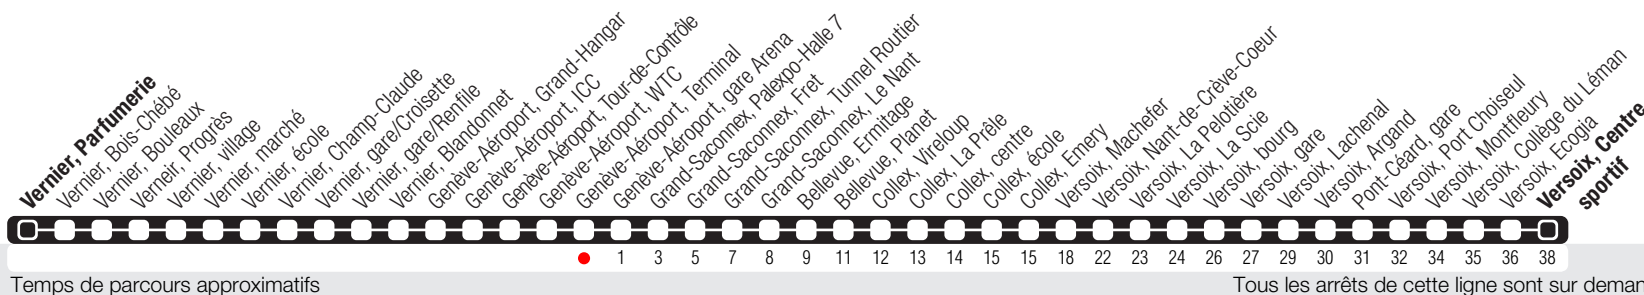 Vernier, Parfumerie
Vernier, Bois-Chébé
Vernier, Bouleaux
Vernier, Progrès
Vernier, village
Vernier, marché
Vernier, école
Vernier, Champ-Claude
Vernier, gare/Croisette
Vernier, gare/Renfile
Vernier, Blandonnet
Genève-Aéroport, Grand-Hangar
Genève-Aéroport, ICC
Genève-Aéroport, Tour-de-Contrôle
Genève-Aéroport, WTC
Genève-Aéroport, Terminal
Genève-Aéroport, gare Arena
Grand-Saconnex, Palexpo-Halle 7
Grand-Saconnex, Fret
Grand-Saconnex, Tunnel Routier
Grand-Saconnex, Le Nant
Bellevue, Ermitage
Bellevue, Planet
Collex, Vireloup
Collex, La Prêle
Collex, centre
Collex, école
Collex, Emery
Versoix, Machefer
Versoix, Nant-de-Crève-Coeur
Versoix, La Pelotière
Versoix, La Scie
Versoix, bourg
Versoix, gare
Versoix, Lachenal
Versoix, Argand
Pont-Céard, gare
Versoix, Port Choiseul
Versoix, Montfleury
Versoix, Collège du Léman
Versoix, Ecogia
Versoix, Centre
sportif
1 3 5 7 8 9 11 12 13 14 15 15 18 22 23 24 26 27 29 30 31 32 34 35 36 38
Temps de parcours approximatifs
Tous les arrêts de cette ligne sont sur deman